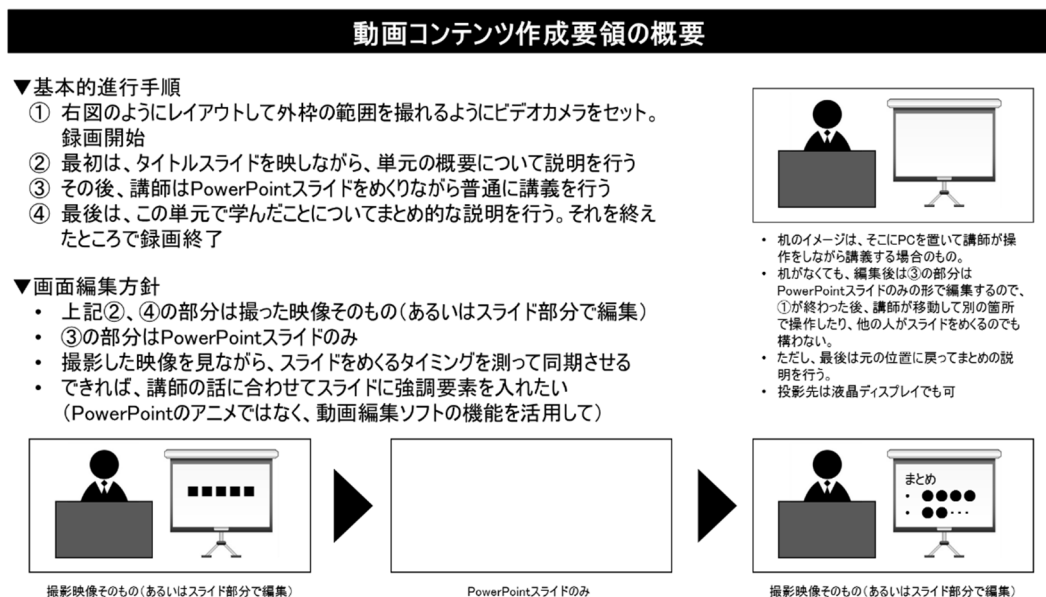 動画コンテンツ作成要領の概要
▼基本的進行手順
① 右図のようにレイアウトして外枠の範囲を撮れるようにビデオカメラをセット。
録画開始
② 最初は、タイトルスライドを映しながら、単元の概要について説明を行う
③ その後、講師はPowerPointスライドをめくりながら普通に講義を行う
④ 最後は、この単元で学んだことについてまとめ的な説明を行う。それを終え
たところで録画終了
▼画面編集方針
・ 上記②、④の部分は撮った映像そのもの(あるいはスライド部分で編集)
・ ③の部分はPowerPointスライドのみ
・ 撮影した映像を見ながら、スライドをめくるタイミングを測って同期させる
・ できれば、講師の話に合わせてスライドに強調要素を入れたい
(PowerPointのアニメではなく、動画編集ソフトの機能を活用して)
・ 机のイメージは、そこにPCを置いて講師が操
作をしながら講義する場合のもの。
・ 机がなくても、編集後は③の部分は
PowerPointスライドのみの形で編集するので、
①が終わった後、講師が移動して別の箇所
で操作したり、他の人がスライドをめくるのでも
構わない。
・ ただし、最後は元の位置に戻ってまとめの説
明を行う。
・ 投影先は液晶ディスプレイでも可
■■■■■
撮影映像そのもの(あるいはスライド部分で編集)
PowerPointスライドのみ
まとめ
・ ●●●●
・ ●●・・・
撮影映像そのもの(あるいはスライド部分で編集)